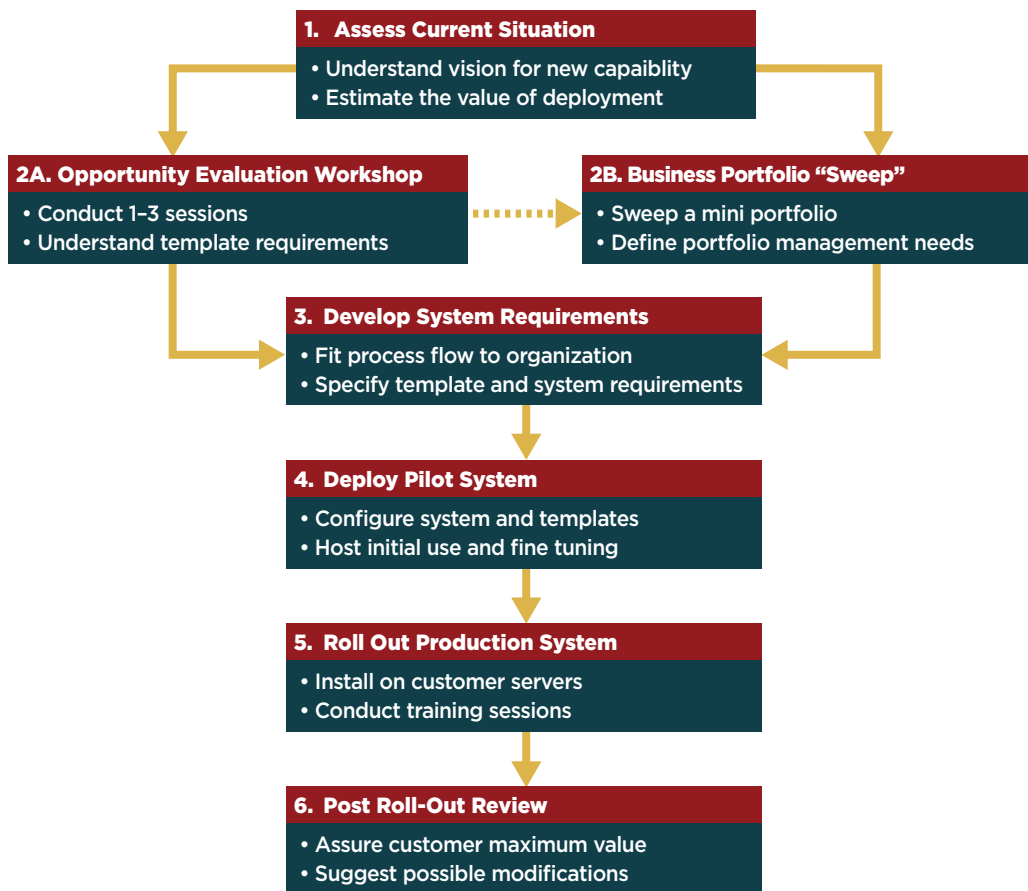 1. Assess Current Situation
• Understand vision for new capaiblity
• Estimate the value of deployment
2A. Opportunity Evaluation Workshop
• Conduct 1–3 sessions
• Understand template requirements
2B. Business Portfolio “Sweep”
• Sweep a mini portfolio
• Define portfolio management needs
3. Develop System Requirements
• Fit process flow to organization
• Specify template and system requirements
4. Deploy Pilot System
• Configure system and templates
• Host initial use and fine tuning
5. Roll Out Production System
• Install on customer servers
• Conduct training sessions
6. Post Roll-Out Review
• Assure customer maximum value
• Suggest possible modifications